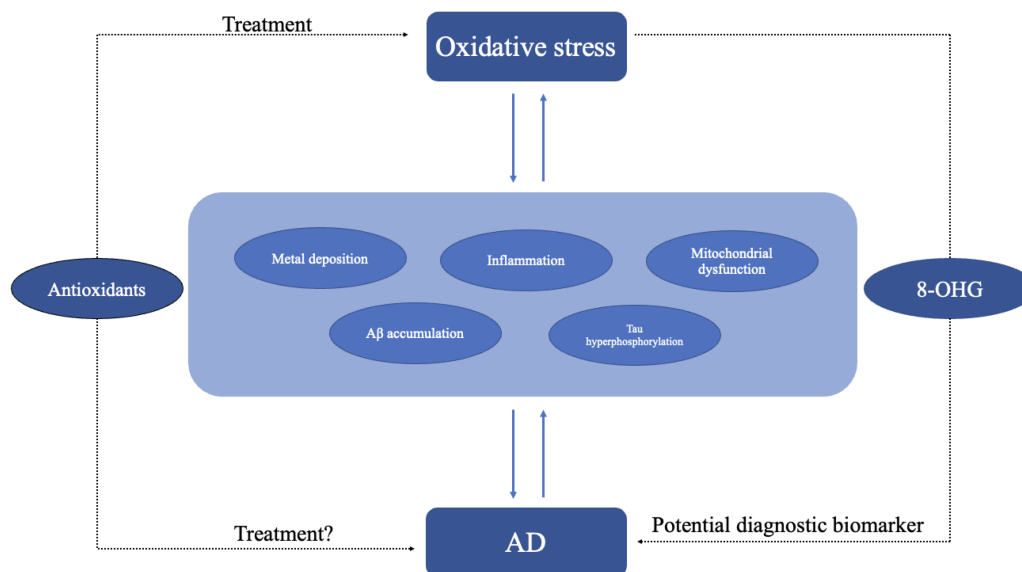 Treatment
Oxidative stress
Metal deposition
Inflammation
Mitochondrial
dysfunction
Antioxidants
8-OHG
Aβ accumulation
Tau
hyperphosphorylation
Treatment?
AD
Potential diagnostic biomarker